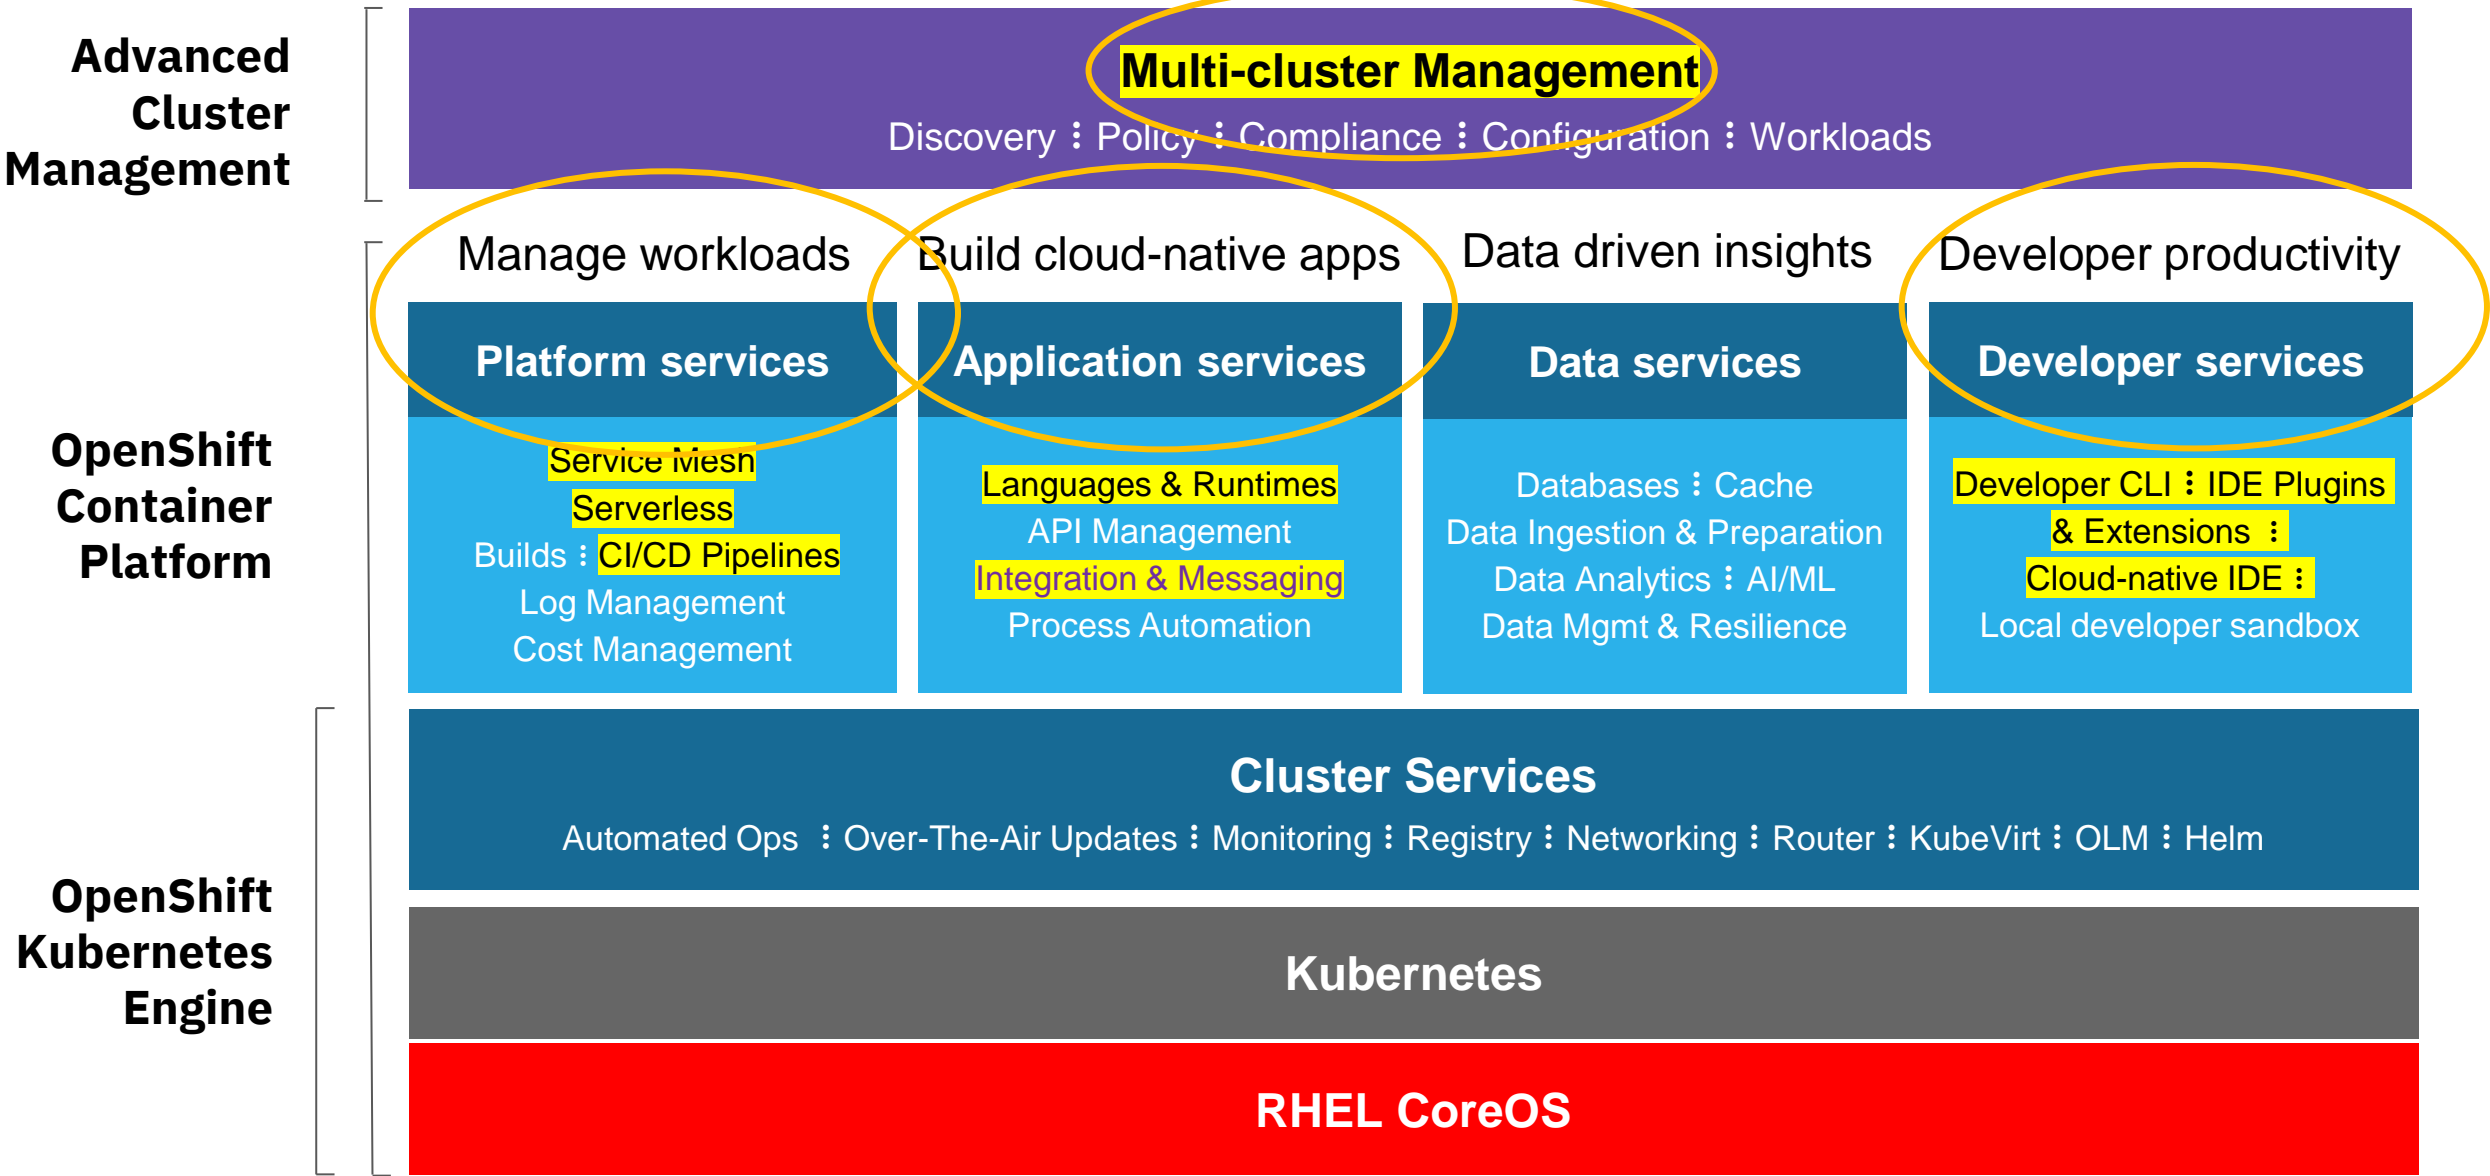 Advanced
Cluster
Management
Multi-cluster Management
Discovery ⋮ Policy ⋮ Compliance ⋮ Configuration ⋮ Workloads
OpenShift
Container
Platform
Manage workloads
Platform services
Service Mesh
Serverless
Builds ⋮ CI/CD Pipelines
Log Management
Cost Management
Build cloud-native apps
Application services
Languages & Runtimes
API Management
Integration & Messaging
Process Automation
Data driven insights
Data services
Databases ⋮ Cache
Data Ingestion & Preparation
Data Analytics ⋮ AI/ML
Data Mgmt & Resilience
Developer productivity
Developer services
Developer CLI ⋮ IDE Plugins
& Extensions ⋮
Cloud-native IDE ⋮
Local developer sandbox
OpenShift
Kubernetes
Engine
Cluster Services
Automated Ops ⋮ Over-The-Air Updates ⋮ Monitoring ⋮ Registry ⋮ Networking ⋮ Router ⋮ KubeVirt ⋮ OLM ⋮ Helm
Kubernetes
RHEL CoreOS